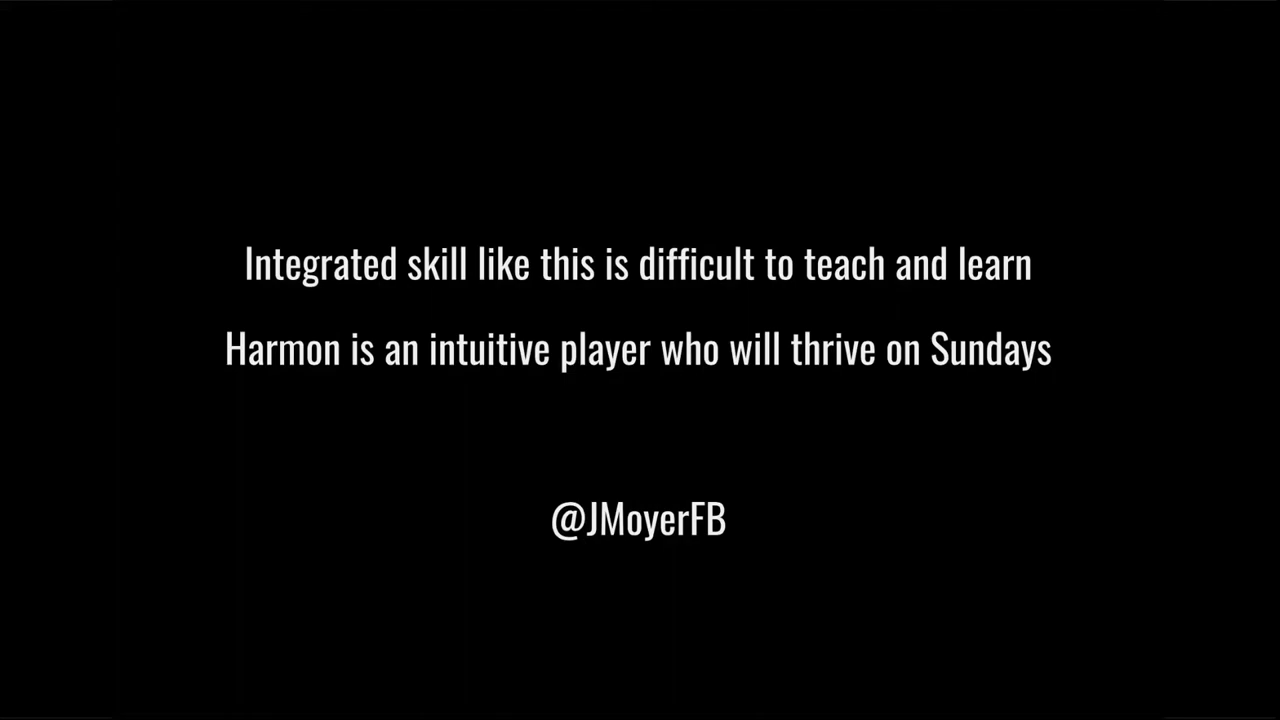 Integrated skill like this is difficult to teach and learn
Harmon is an intuitive player who will thrive on Sundays
@JMoyerFB